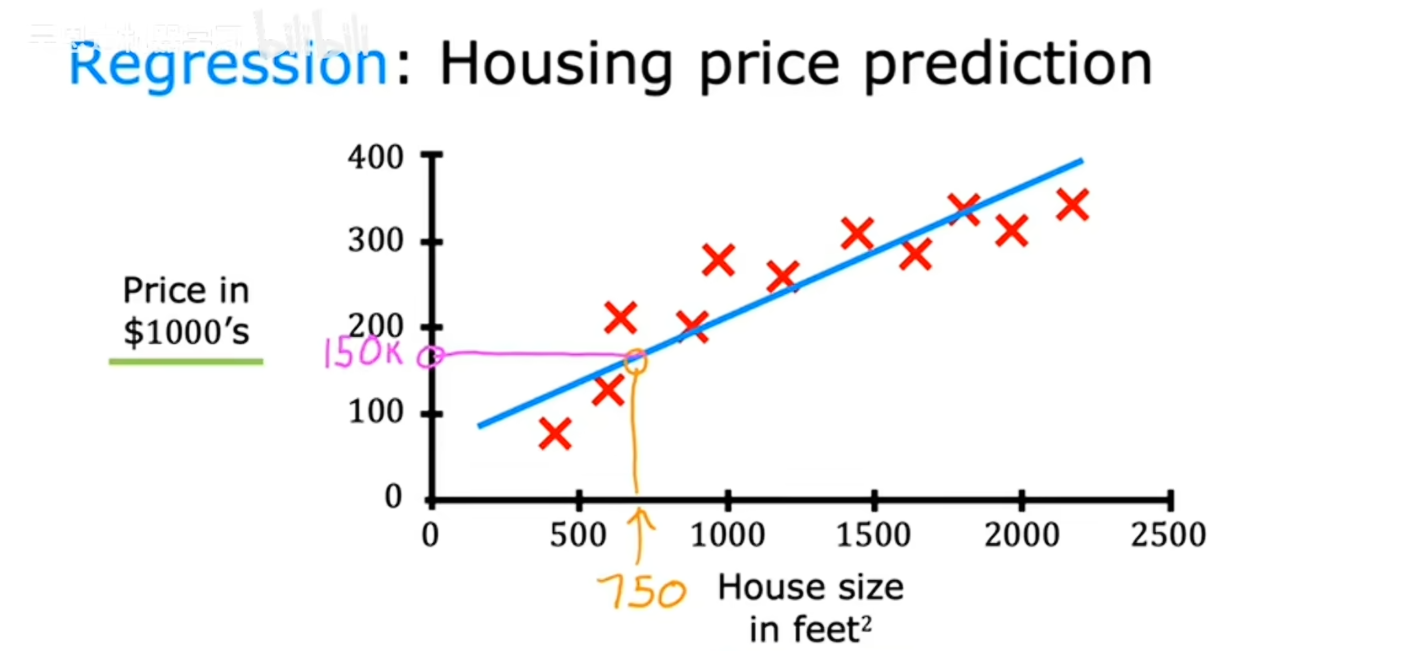 bilibili
Regression: Housing price prediction
400
300
Price in
$1000’s
200
150K
100
0
0 500 1000 1500 2000 2500
750
House size
in feet²